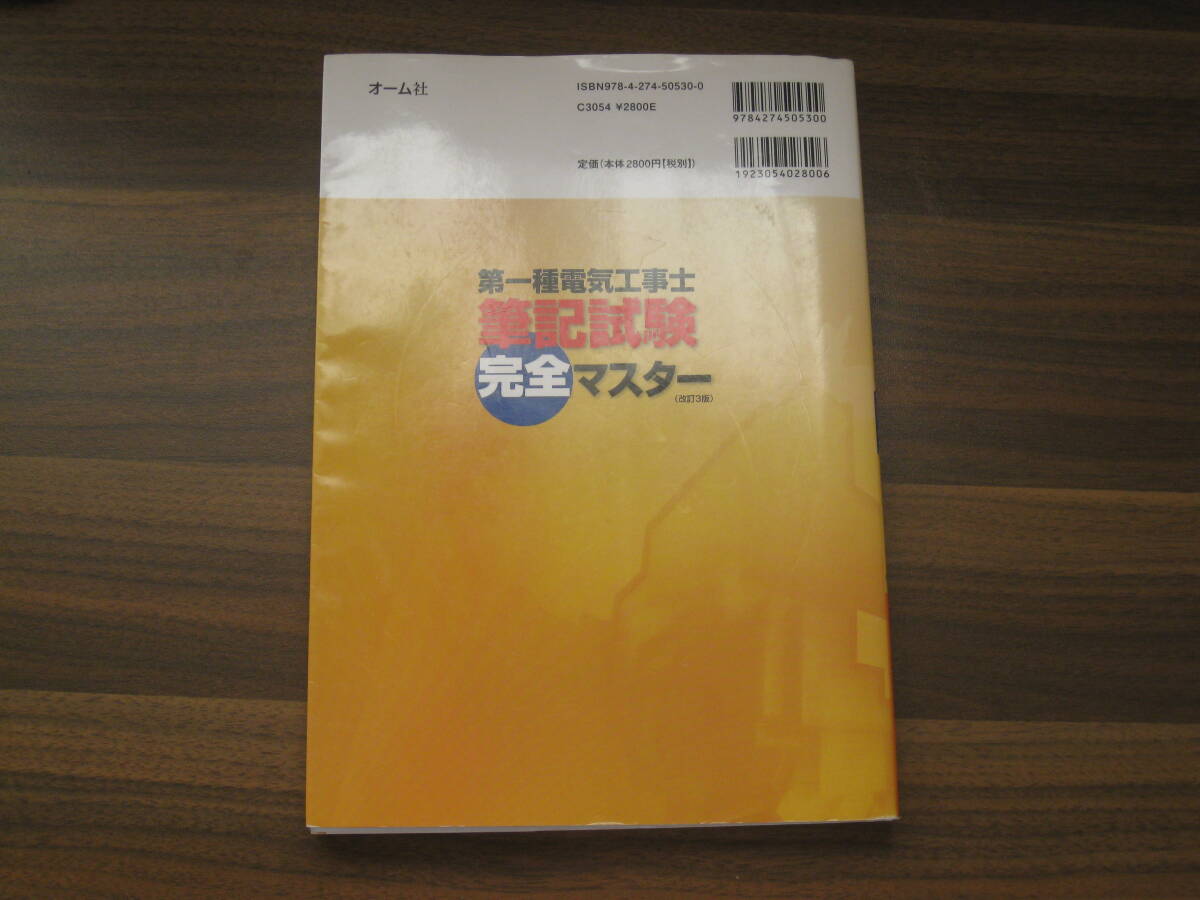 オーム社
ISBN978-4-274-50530-0
C3054 ¥2800E
定価(本体2800円【税別】)
9784274505300
1923054028006
第一種電気工事士
筆記試験
完全マスター
(改訂3版)